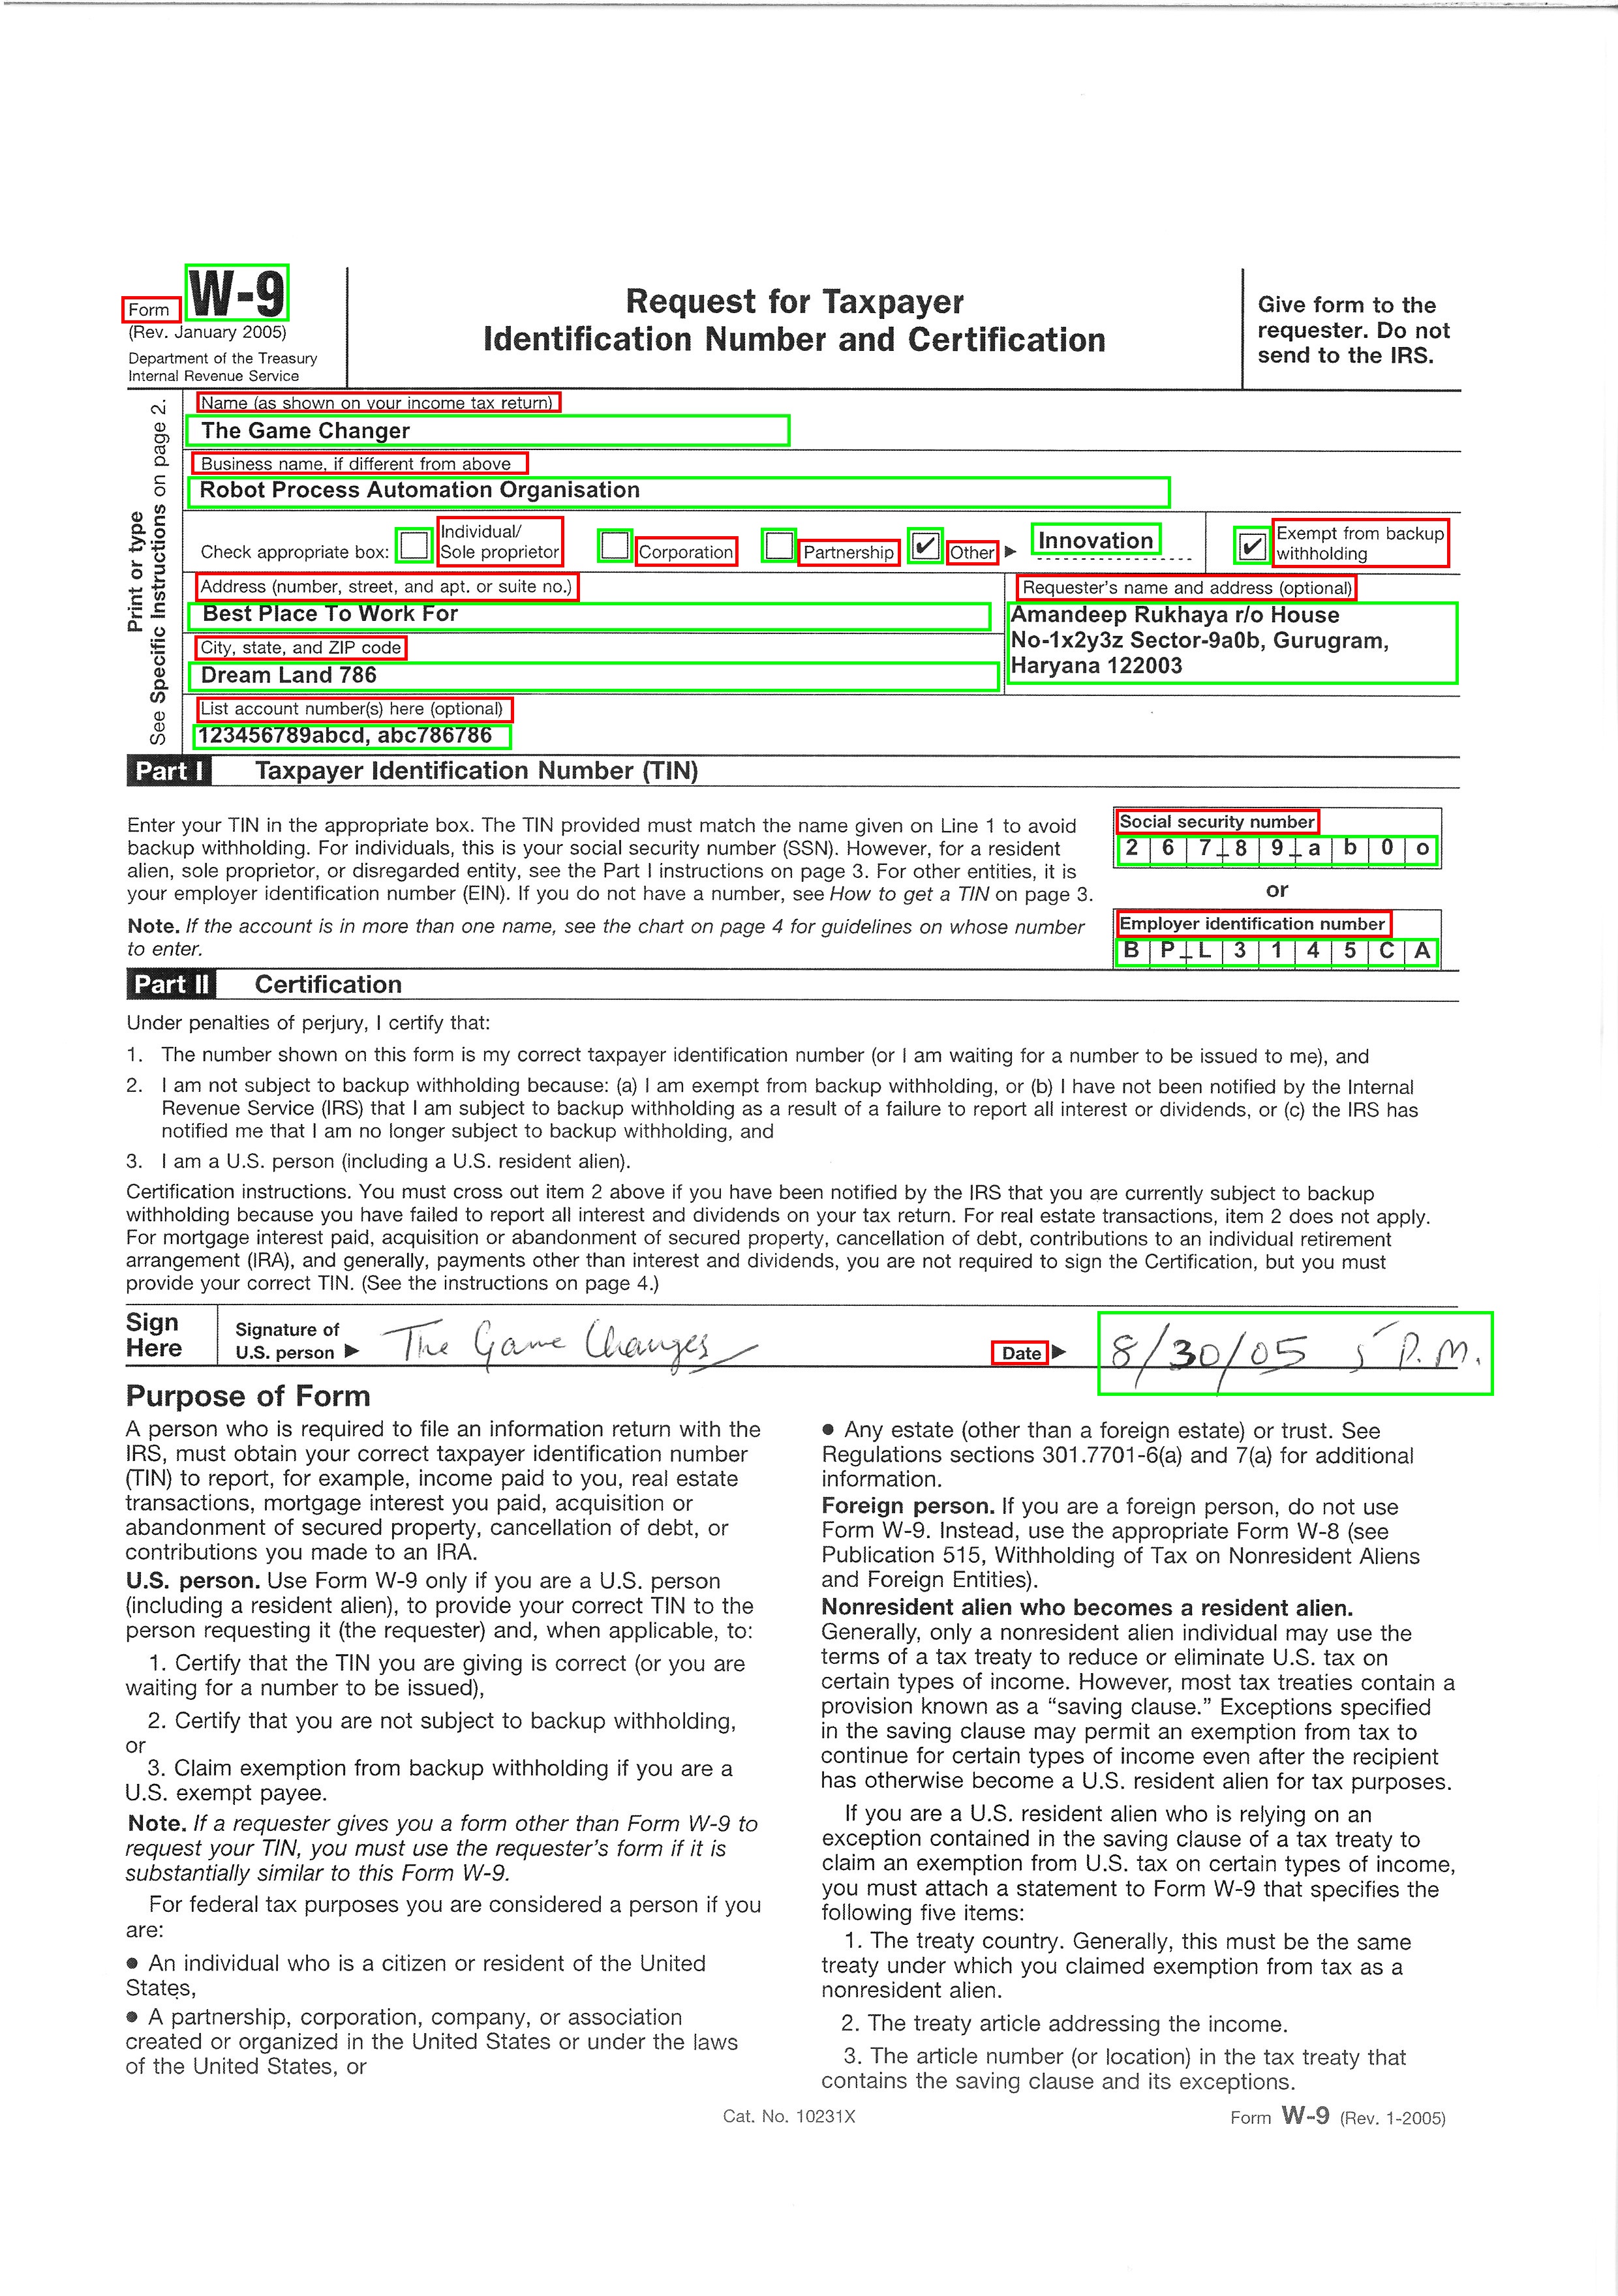 Form W-9
(Rev. January 2005)
Department of the Treasury
Internal Revenue Service
Request for Taxpayer
Identification Number and Certification
Give form to the
requester. Do not
send to the IRS.
Print or type
See Specific Instructions on page 2.
Name (as shown on your income tax return)
The Game Changer
Business name, if different from above
Robot Process Automation Organisation
Check appropriate box: Individual/ Sole proprietor Corporation Partnership ✓ Other ▶ Innovation ✓ Exempt from backup withholding
Address (number, street, and apt. or suite no.)
Best Place To Work For
City, state, and ZIP code
Dream Land 786
Requester's name and address (optional)
Amandeep Rukhaya r/o House
No-1x2y3z Sector-9a0b, Gurugram,
Haryana 122003
List account number(s) here (optional)
123456789abcd, abc786786
Part I Taxpayer Identification Number (TIN)
Enter your TIN in the appropriate box. The TIN provided must match the name given on Line 1 to avoid
backup withholding. For individuals, this is your social security number (SSN). However, for a resident
alien, sole proprietor, or disregarded entity, see the Part I instructions on page 3. For other entities, it is
your employer identification number (EIN). If you do not have a number, see How to get a TIN on page 3.
Note. If the account is in more than one name, see the chart on page 4 for guidelines on whose number
to enter.
Social security number
2 6 7 8 9 a b 0 o
or
Employer identification number
B P L 3 1 4 5 C A
Part II Certification
Under penalties of perjury, I certify that:
1. The number shown on this form is my correct taxpayer identification number (or I am waiting for a number to be issued to me), and
2. I am not subject to backup withholding because: (a) I am exempt from backup withholding, or (b) I have not been notified by the Internal
Revenue Service (IRS) that I am subject to backup withholding as a result of a failure to report all interest or dividends, or (c) the IRS has
notified me that I am no longer subject to backup withholding, and
3. I am a U.S. person (including a U.S. resident alien).
Certification instructions. You must cross out item 2 above if you have been notified by the IRS that you are currently subject to backup
withholding because you have failed to report all interest and dividends on your tax return. For real estate transactions, item 2 does not apply.
For mortgage interest paid, acquisition or abandonment of secured property, cancellation of debt, contributions to an individual retirement
arrangement (IRA), and generally, payments other than interest and dividends, you are not required to sign the Certification, but you must
provide your correct TIN. (See the instructions on page 4.)
Sign
Here
Signature of
U.S. person ▶ The Game Changes
Date ▶ 8/30/05 5 P.M.
Purpose of Form
A person who is required to file an information return with the
IRS, must obtain your correct taxpayer identification number
(TIN) to report, for example, income paid to you, real estate
transactions, mortgage interest you paid, acquisition or
abandonment of secured property, cancellation of debt, or
contributions you made to an IRA.
U.S. person. Use Form W-9 only if you are a U.S. person
(including a resident alien), to provide your correct TIN to the
person requesting it (the requester) and, when applicable, to:
1. Certify that the TIN you are giving is correct (or you are
waiting for a number to be issued),
2. Certify that you are not subject to backup withholding,
or
3. Claim exemption from backup withholding if you are a
U.S. exempt payee.
Note. If a requester gives you a form other than Form W-9 to
request your TIN, you must use the requester's form if it is
substantially similar to this Form W-9.
For federal tax purposes you are considered a person if you
are:
● An individual who is a citizen or resident of the United
States,
● A partnership, corporation, company, or association
created or organized in the United States or under the laws
of the United States, or
● Any estate (other than a foreign estate) or trust. See
Regulations sections 301.7701-6(a) and 7(a) for additional
information.
Foreign person. If you are a foreign person, do not use
Form W-9. Instead, use the appropriate Form W-8 (see
Publication 515, Withholding of Tax on Nonresident Aliens
and Foreign Entities).
Nonresident alien who becomes a resident alien.
Generally, only a nonresident alien individual may use the
terms of a tax treaty to reduce or eliminate U.S. tax on
certain types of income. However, most tax treaties contain a
provision known as a “saving clause.” Exceptions specified
in the saving clause may permit an exemption from tax to
continue for certain types of income even after the recipient
has otherwise become a U.S. resident alien for tax purposes.
If you are a U.S. resident alien who is relying on an
exception contained in the saving clause of a tax treaty to
claim an exemption from U.S. tax on certain types of income,
you must attach a statement to Form W-9 that specifies the
following five items:
1. The treaty country. Generally, this must be the same
treaty under which you claimed exemption from tax as a
nonresident alien.
2. The treaty article addressing the income.
3. The article number (or location) in the tax treaty that
contains the saving clause and its exceptions.
Cat. No. 10231X
Form W-9 (Rev. 1-2005)